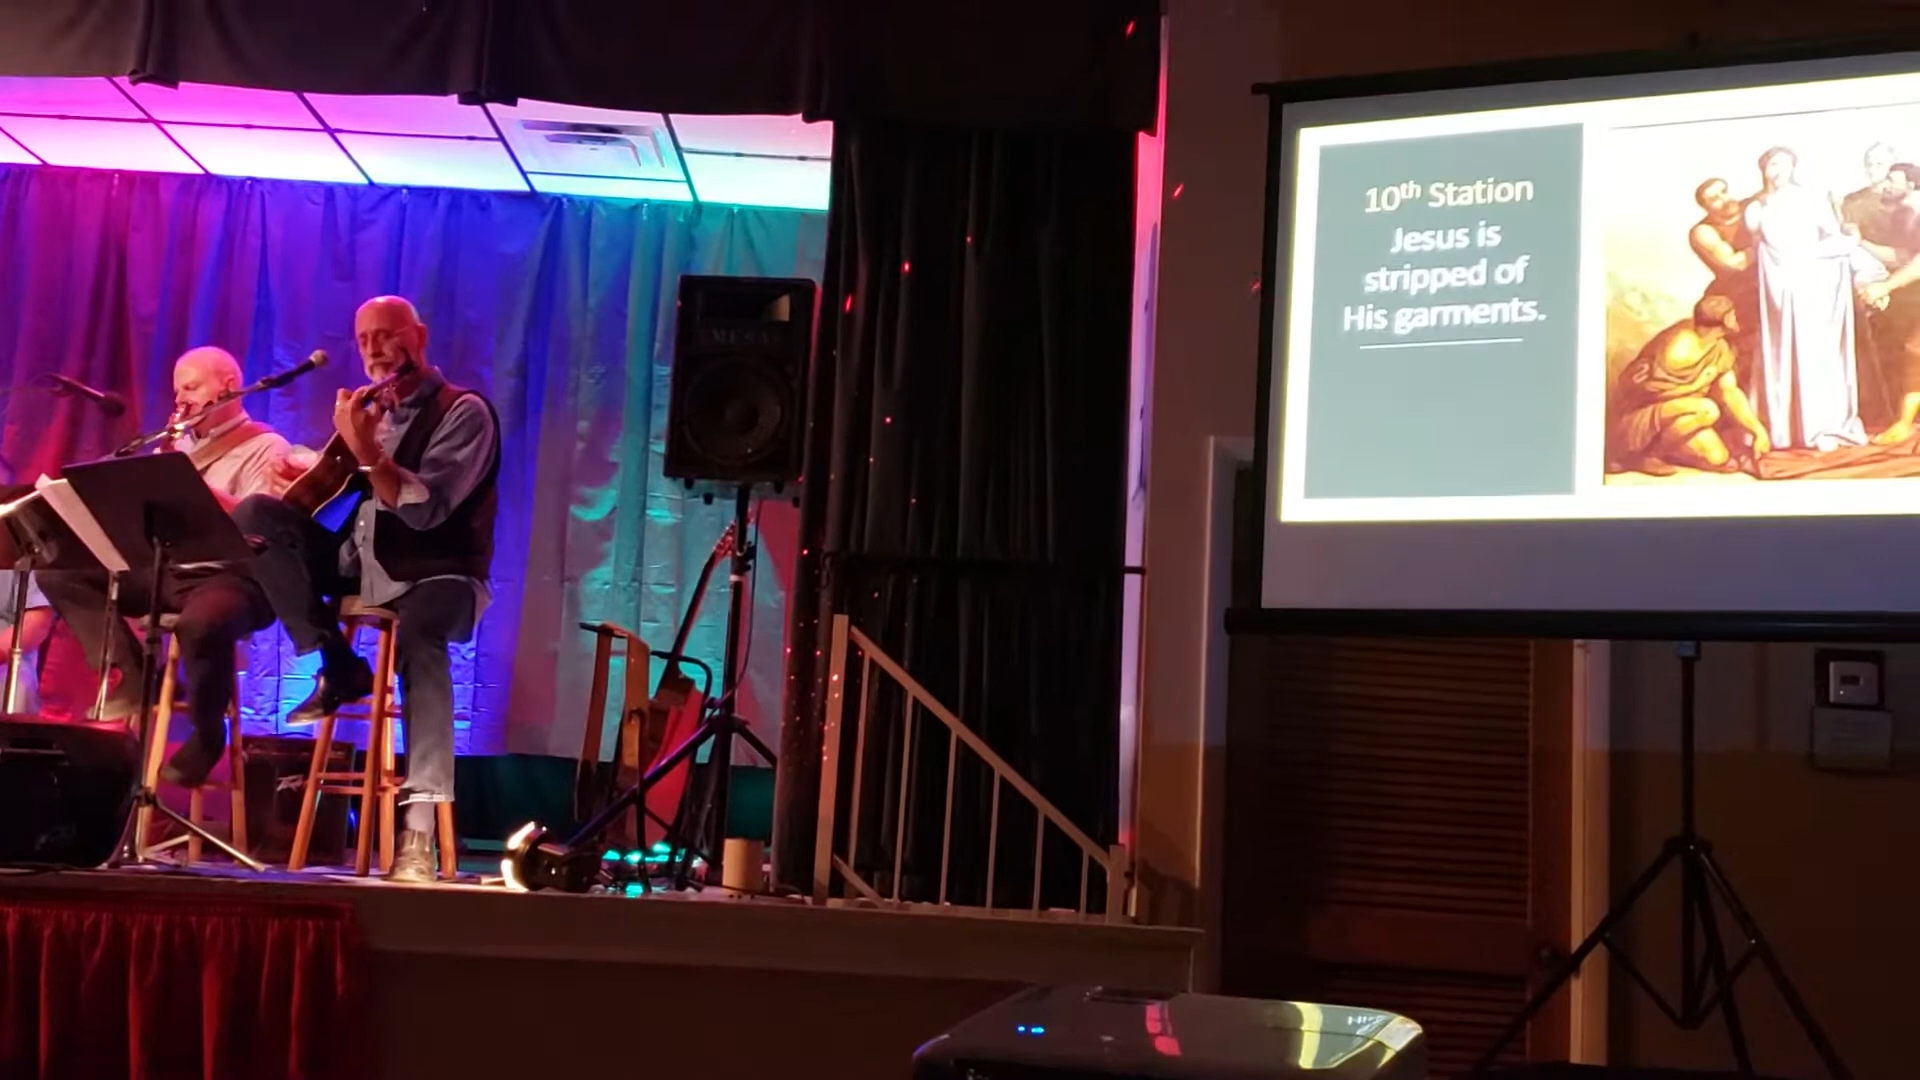 10th Station
Jesus is
stripped of
His garments.